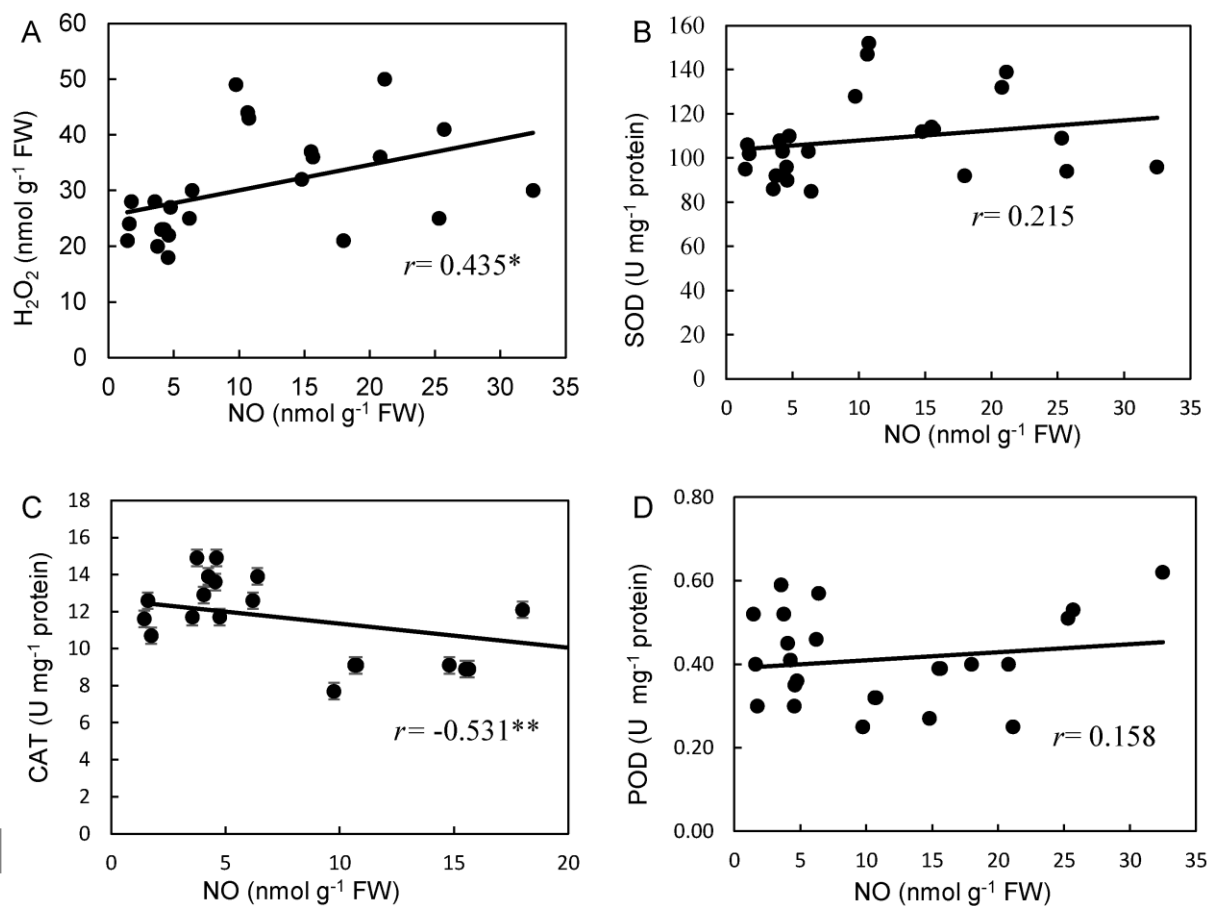 A
60
50
40
30
20
10
0
H₂O₂ (nmol g⁻¹ FW)
r= 0.435*
0 5 10 15 20 25 30 35
NO (nmol g⁻¹ FW)
B
160
140
120
100
80
60
40
20
0
SOD (U mg⁻¹ protein)
r= 0.215
0 5 10 15 20 25 30 35
NO (nmol g⁻¹ FW)
C
18
16
14
12
10
8
6
4
2
0
CAT (U mg⁻¹ protein)
r= -0.531**
0 5 10 15 20
NO (nmol g⁻¹ FW)
D
0.80
0.60
0.40
0.20
0.00
POD (U mg⁻¹ protein)
r= 0.158
0 5 10 15 20 25 30 35
NO (nmol g⁻¹ FW)